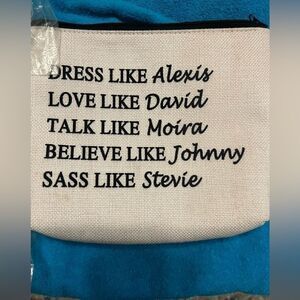 DRESS LIKE Alexis
LOVE LIKE David
TALK LIKE Moira
BELIEVE LIKE Johnny
SASS LIKE Stevie